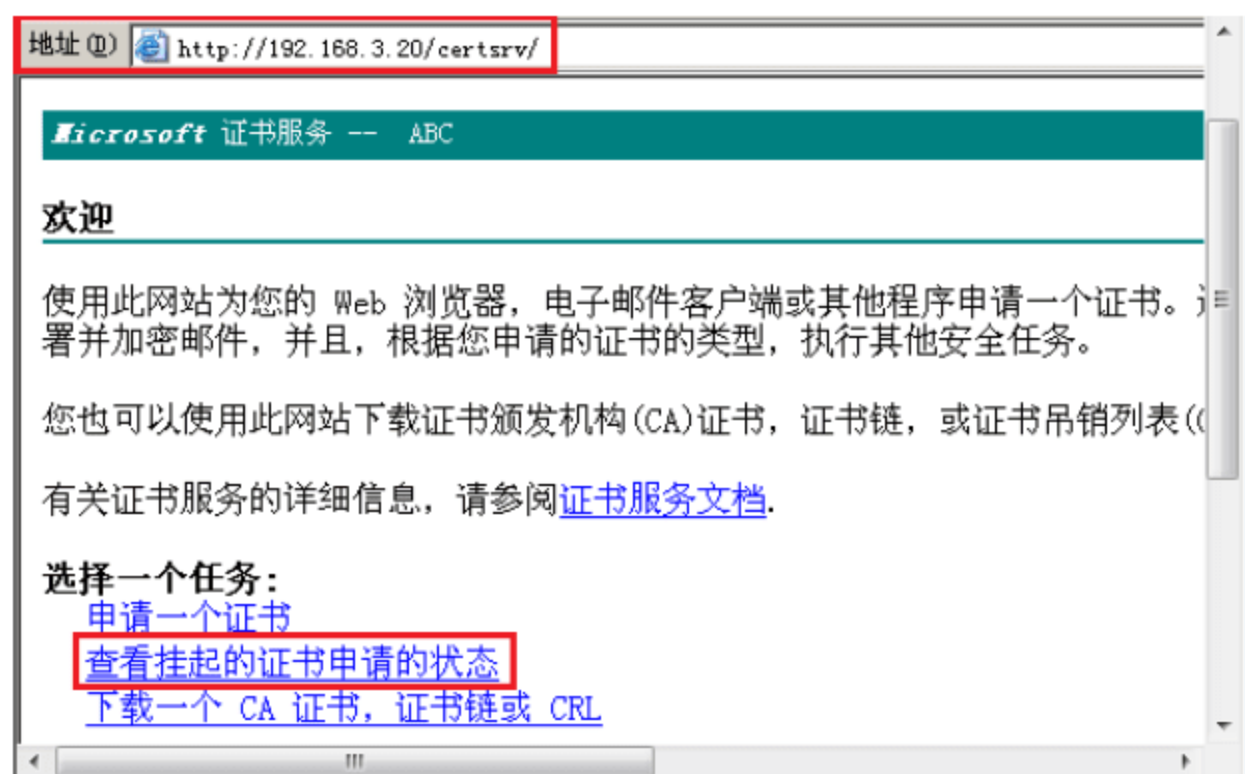 地址(D) http://192.168.3.20/certsrv/
Microsoft 证书服务 -- ABC
欢迎
使用此网站为您的 Web 浏览器，电子邮件客户端或其他程序申请一个证书。
署并加密邮件，并且，根据您申请的证书的类型，执行其他安全任务。
您也可以使用此网站下载证书颁发机构(CA)证书，证书链，或证书吊销列表(
有关证书服务的详细信息，请参阅证书服务文档.
选择一个任务:
申请一个证书
查看挂起的证书申请的状态
下载一个 CA 证书，证书链或 CRL